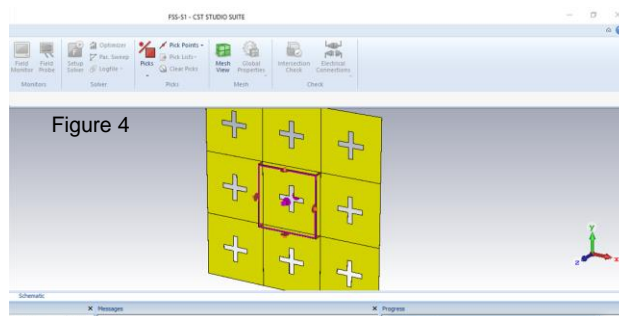 FSS-S1 - CST STUDIO SUITE
Field Monitor
Field Probe
Monitors
Setup Solver
Optimizer
Par. Sweep
Logfile
Solver
Picks
Pick Points
Pick Lists
Clear Picks
Picks
Mesh View
Global Properties
Mesh
Intersection Check
Electrical Connections
Check
Figure 4
y
z
x
Schematic
Messages
Progress